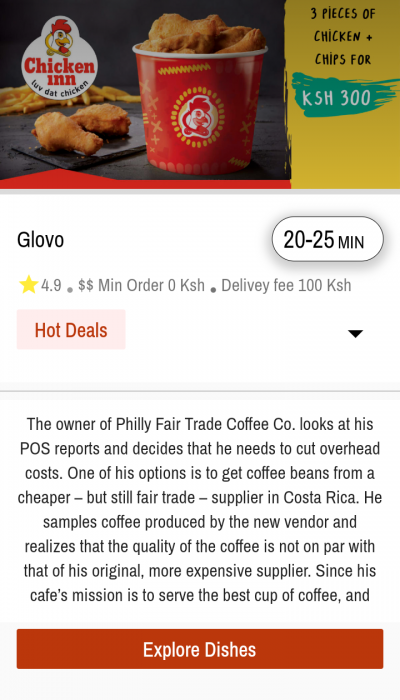 3 PIECES OF
CHICKEN +
CHIPS FOR
KSH 300
Chicken
inn
luv dat chicken
Glovo
20-25 MIN
4.9 . $$ Min Order 0 Ksh . Delivey fee 100 Ksh
Hot Deals
The owner of Philly Fair Trade Coffee Co. looks at his
POS reports and decides that he needs to cut overhead
costs. One of his options is to get coffee beans from a
cheaper – but still fair trade – supplier in Costa Rica. He
samples coffee produced by the new vendor and
realizes that the quality of the coffee is not on par with
that of his original, more expensive supplier. Since his
cafe’s mission is to serve the best cup of coffee, and
Explore Dishes